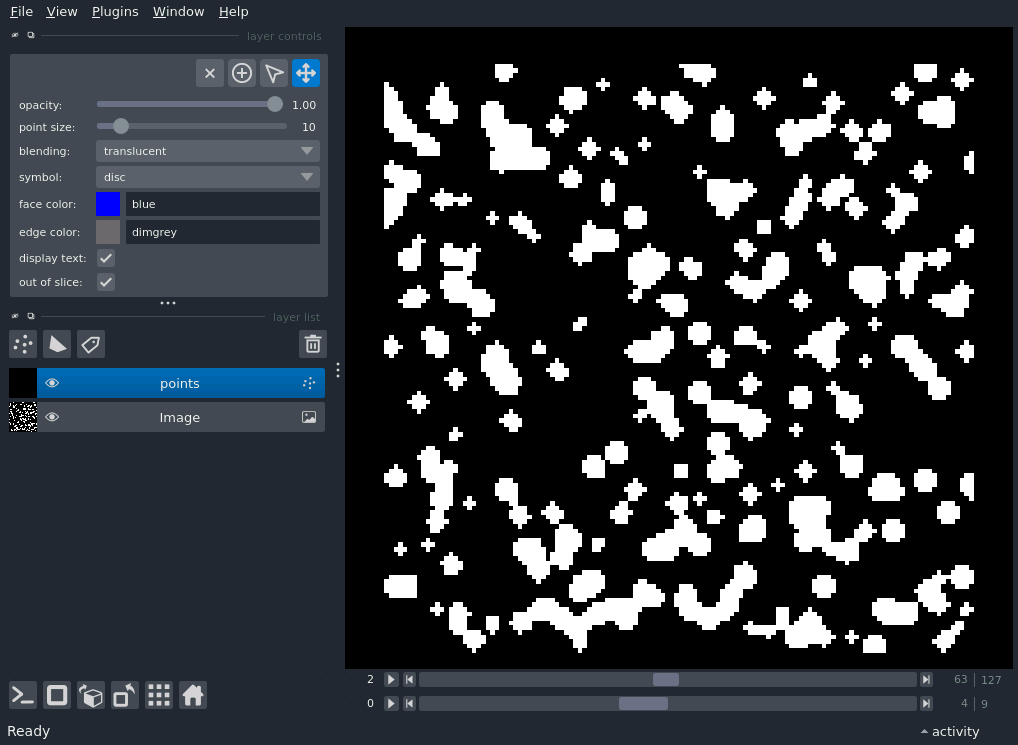 File View Plugins Window Help
layer controls
opacity: 1.00
point size: 10
blending: translucent
symbol: disc
face color: blue
edge color: dimgrey
display text:
out of slice:
layer list
points
Image
2 63 | 127
0 4 | 9
Ready activity